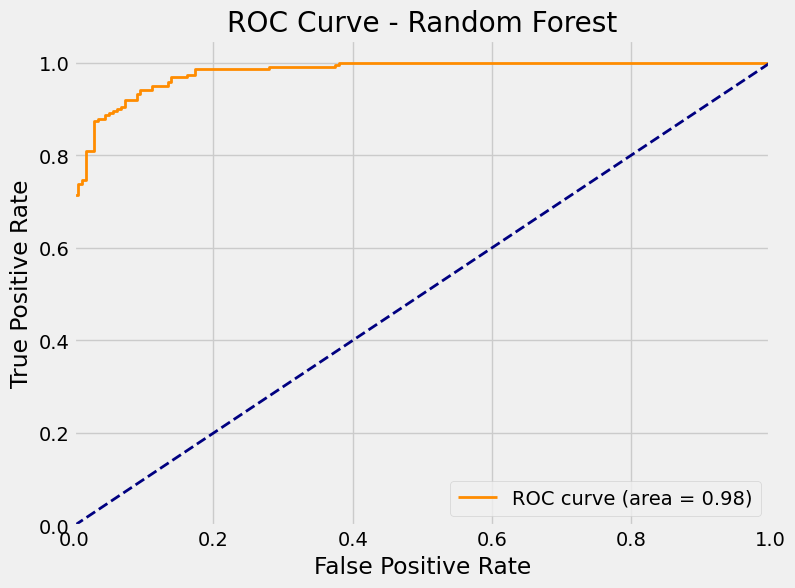 ROC Curve - Random Forest
True Positive Rate
1.0
0.8
0.6
0.4
0.2
0.0
0.0 0.2 0.4 0.6 0.8 1.0
False Positive Rate
ROC curve (area = 0.98)